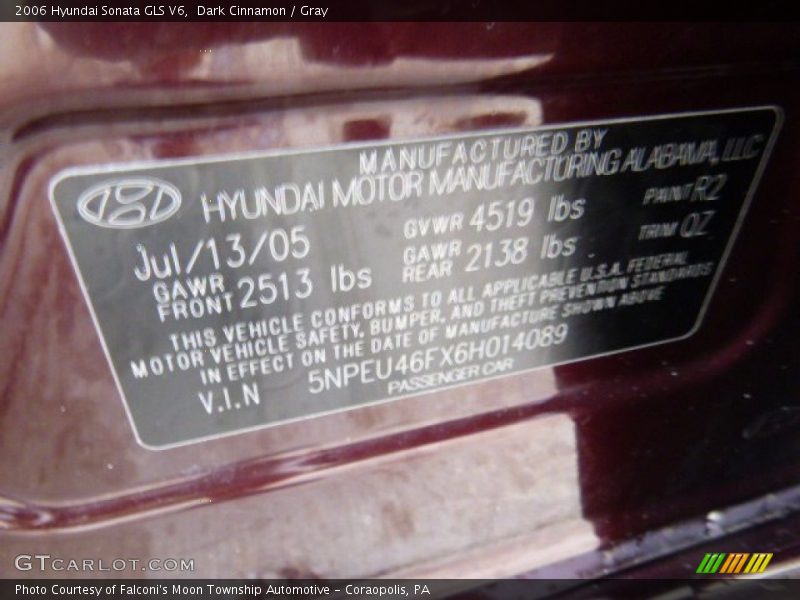 2006 Hyundai Sonata GLS V6,  Dark Cinnamon / Gray
MANUFACTURED BY
HYUNDAI MOTOR MANUFACTURING ALABAMA, LLC
Jul/13/05 GVWR 4519 lbs PAINT RZ
GAWR FRONT 2513 lbs GAWR REAR 2138 lbs TRIM QZ
THIS VEHICLE CONFORMS TO ALL APPLICABLE U.S.A. FEDERAL
MOTOR VEHICLE SAFETY, BUMPER, AND THEFT PREVENTION STANDARDS
IN EFFECT ON THE DATE OF MANUFACTURE SHOWN ABOVE
V.I.N 5NPEU46FX6H014089
PASSENGER CAR
GTCARLOT.COM
Photo Courtesy of Falconi's Moon Township Automotive - Coraopolis, PA